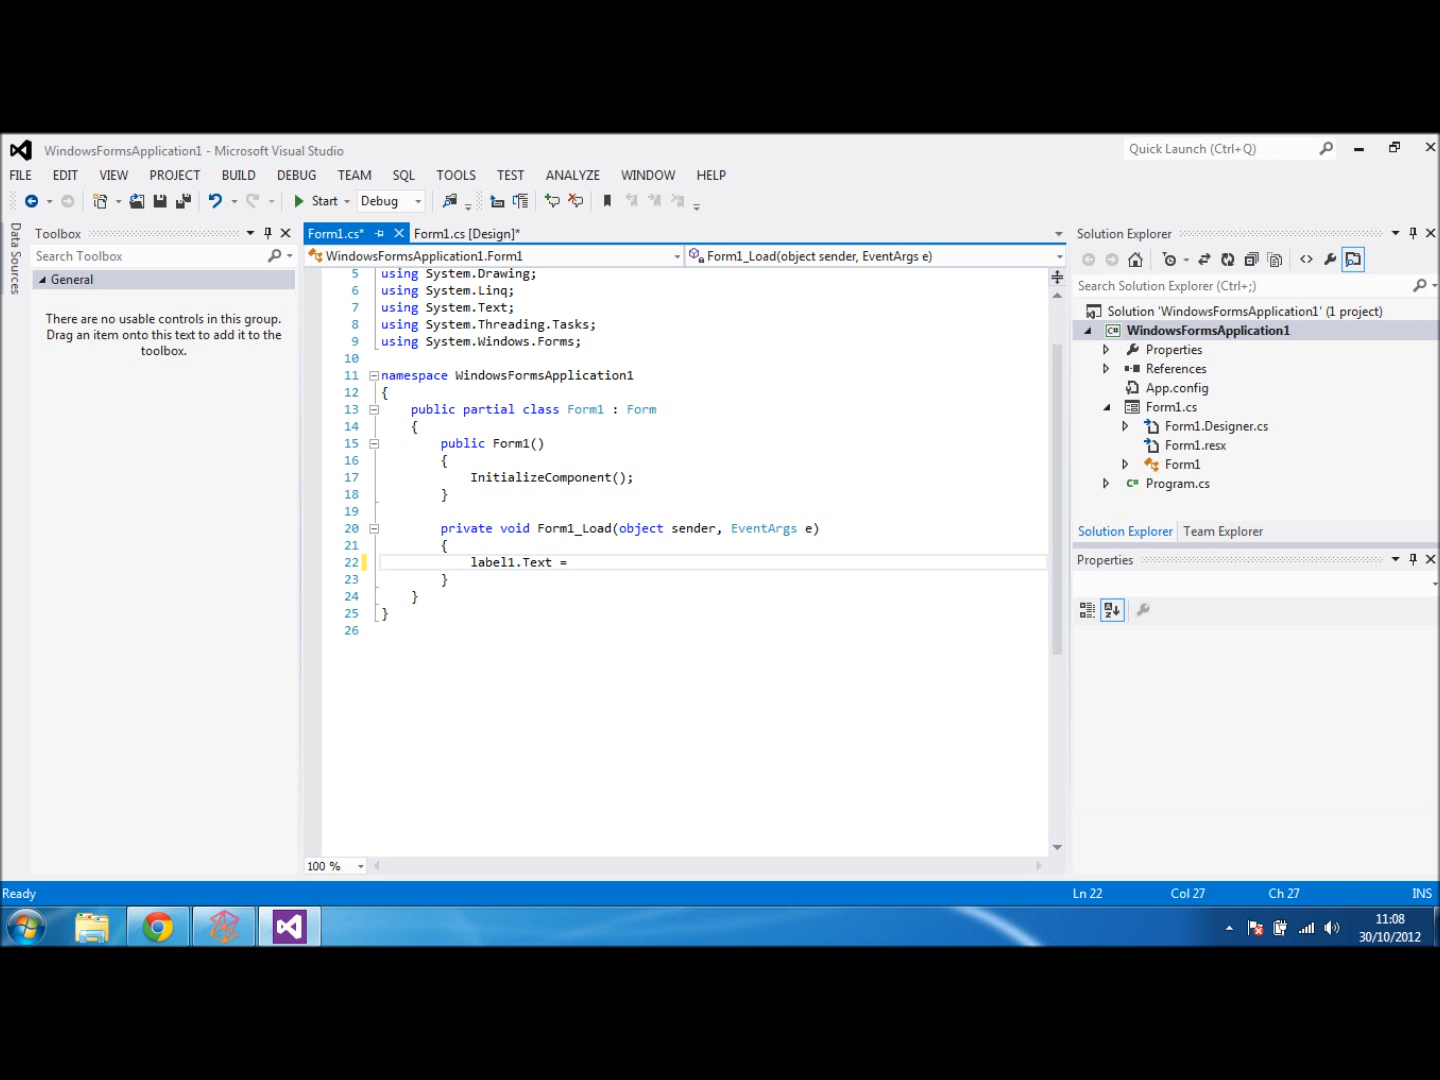 WindowsFormsApplication1 - Microsoft Visual Studio
Quick Launch (Ctrl+Q)
FILE EDIT VIEW PROJECT BUILD DEBUG TEAM SQL TOOLS TEST ANALYZE WINDOW HELP
Start Debug
Data Sources
Toolbox
Search Toolbox
General
There are no usable controls in this group.
Drag an item onto this text to add it to the
toolbox.
Form1.cs* Form1.cs [Design]*
WindowsFormsApplication1.Form1 Form1_Load(object sender, EventArgs e)
5 using System.Drawing;
6 using System.Linq;
7 using System.Text;
8 using System.Threading.Tasks;
9 using System.Windows.Forms;
10
11 namespace WindowsFormsApplication1
12 {
13 public partial class Form1 : Form
14 {
15 public Form1()
16 {
17 InitializeComponent();
18 }
19
20 private void Form1_Load(object sender, EventArgs e)
21 {
22 label1.Text =
23 }
24 }
25 }
26
100 %
Solution Explorer
Search Solution Explorer (Ctrl+;)
Solution 'WindowsFormsApplication1' (1 project)
C# WindowsFormsApplication1
Properties
References
App.config
Form1.cs
Form1.Designer.cs
Form1.resx
Form1
C# Program.cs
Solution Explorer Team Explorer
Properties
Ready Ln 22 Col 27 Ch 27 INS
11:08
30/10/2012